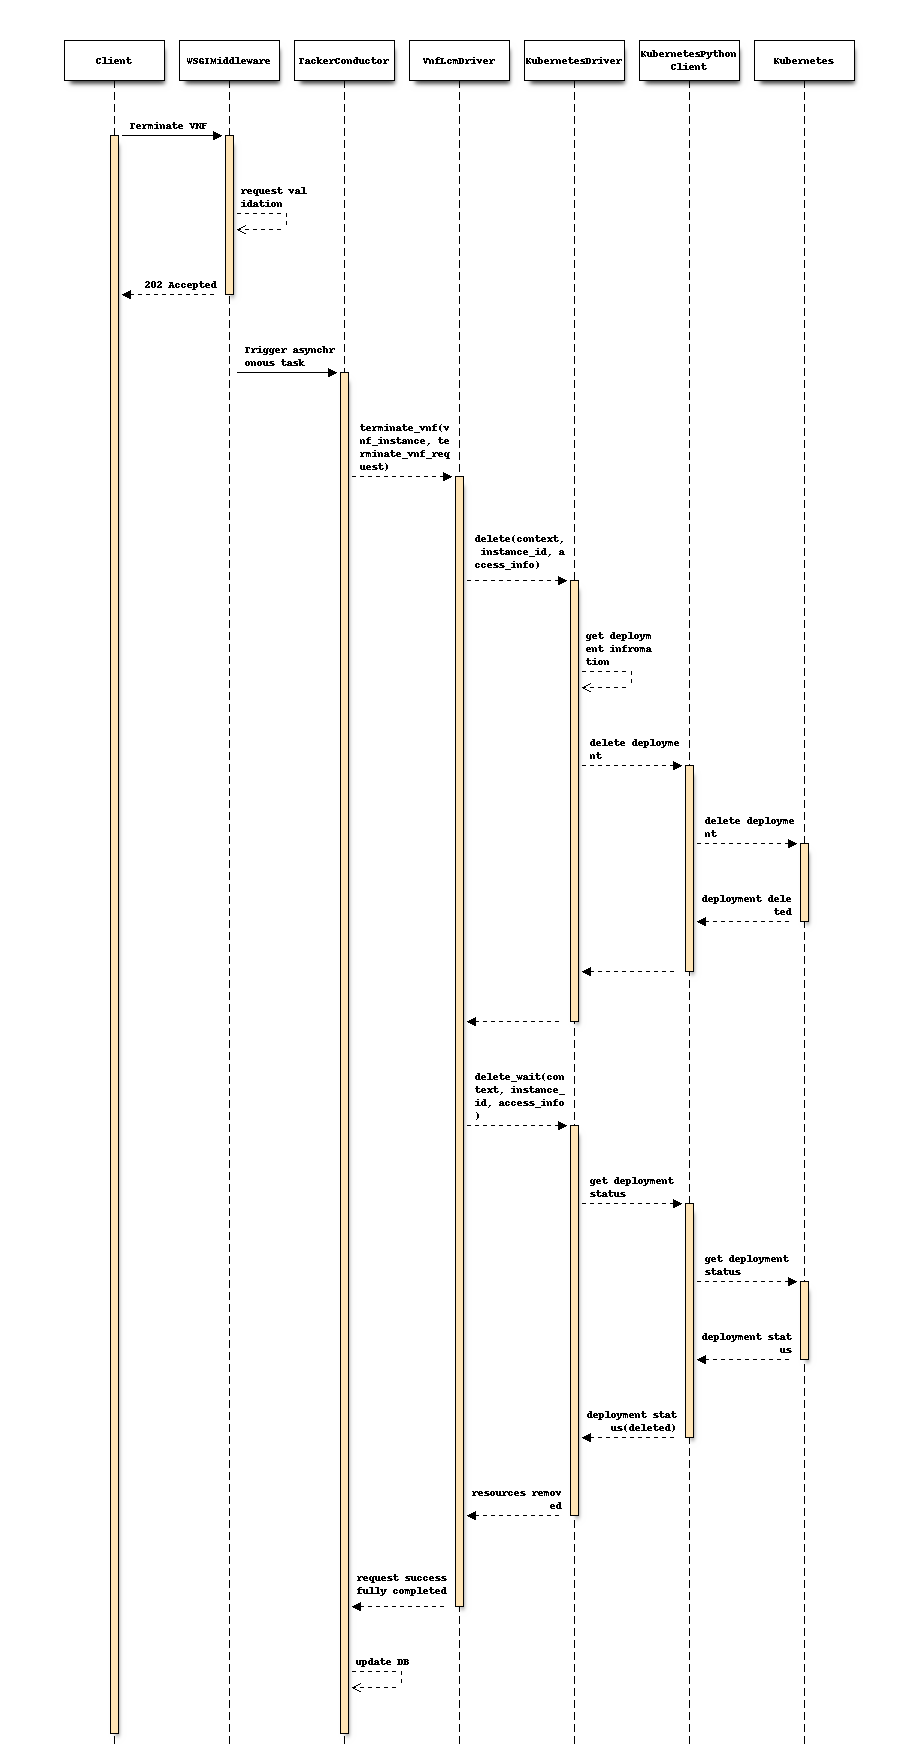 Client
WSGIMiddleware
TackerConductor
VnfLcmDriver
KubernetesDriver
KubernetesPython
Client
Kubernetes
Terminate VNF
request val
idation
202 Accepted
Trigger asynchr
onous task
terminate_vnf(v
nf_instance, te
rminate_vnf_req
uest)
delete(context,
instance_id, a
ccess_info)
get deploym
ent infroma
tion
delete deployme
nt
delete deployme
nt
deployment dele
ted
delete_wait(con
text, instance_
id, access_info
)
get deployment
status
get deployment
status
deployment stat
us
deployment stat
us(deleted)
resources remov
ed
request success
fully completed
update DB